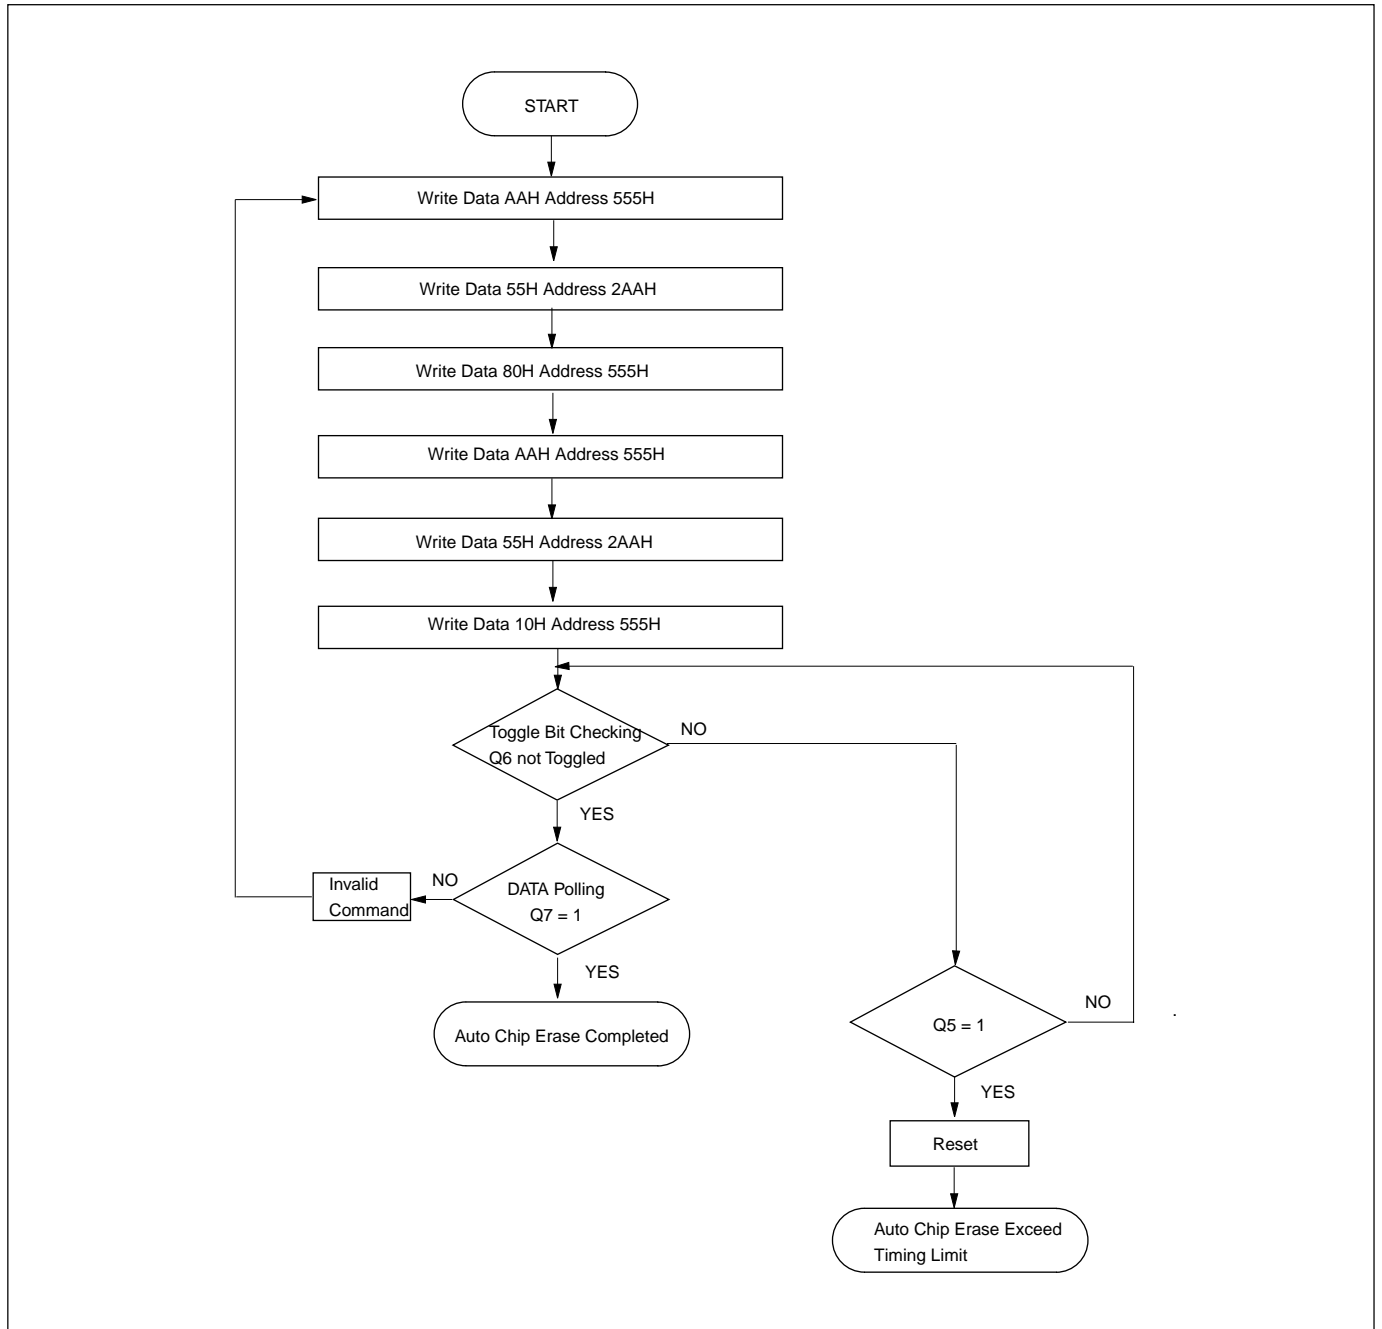 START
Write Data AAH Address 555H
Write Data 55H Address 2AAH
Write Data 80H Address 555H
Write Data AAH Address 555H
Write Data 55H Address 2AAH
Write Data 10H Address 555H
Toggle Bit Checking
Q6 not Toggled
NO
YES
Invalid
Command
NO
DATA Polling
Q7 = 1
YES
Auto Chip Erase Completed
Q5 = 1
NO
.
YES
Reset
Auto Chip Erase Exceed
Timing Limit